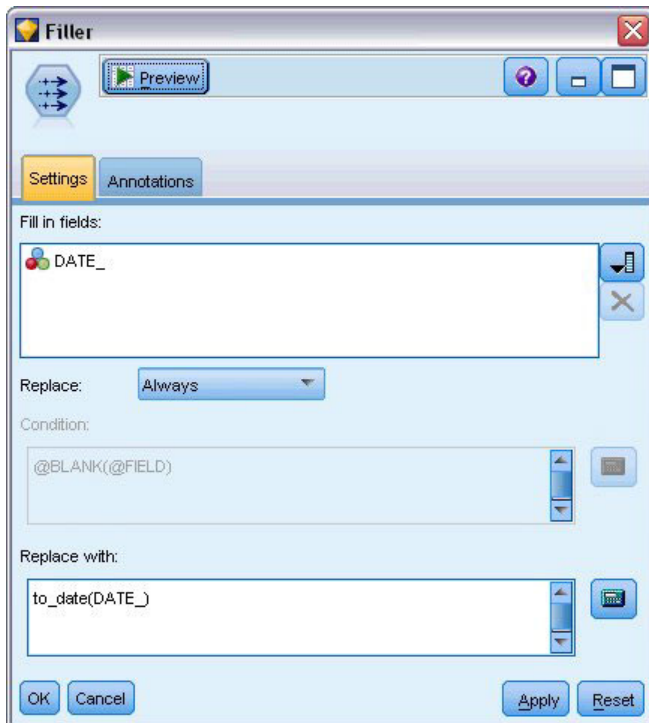 Filler
Preview
Settings Annotations
Fill in fields:
DATE_
Replace: Always
Condition:
@BLANK(@FIELD)
Replace with:
to_date(DATE_)
OK Cancel Apply Reset